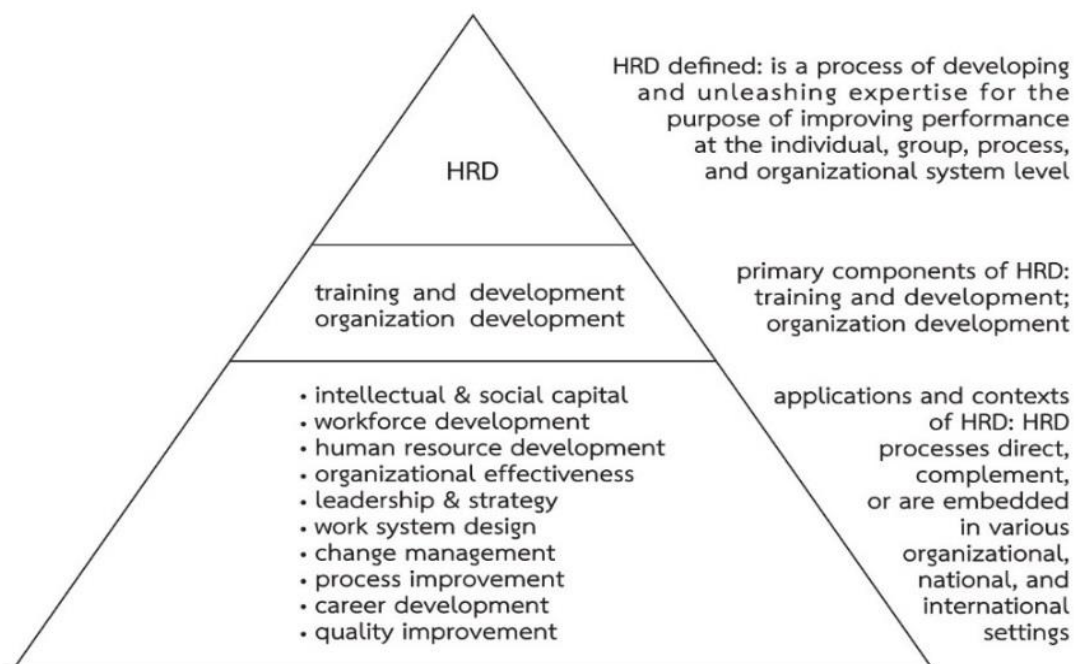 HRD defined: is a process of developing
and unleashing expertise for the
purpose of improving performance
at the individual, group, process,
and organizational system level
HRD
training and development
organization development
primary components of HRD:
training and development;
organization development
• intellectual & social capital
• workforce development
• human resource development
• organizational effectiveness
• leadership & strategy
• work system design
• change management
• process improvement
• career development
• quality improvement
applications and contexts
of HRD: HRD
processes direct,
complement,
or are embedded
in various
organizational,
national, and
international
settings